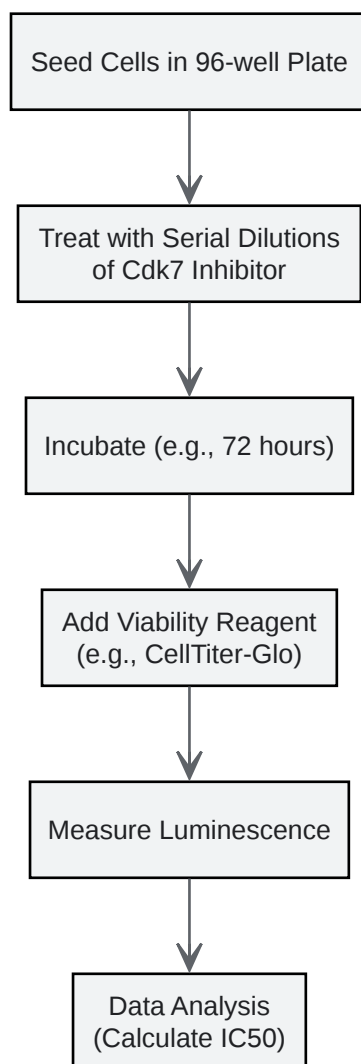 Seed Cells in 96-well Plate
Treat with Serial Dilutions
of Cdk7 Inhibitor
Incubate (e.g., 72 hours)
Add Viability Reagent
(e.g., CellTiter-Glo)
Measure Luminescence
Data Analysis
(Calculate IC50)